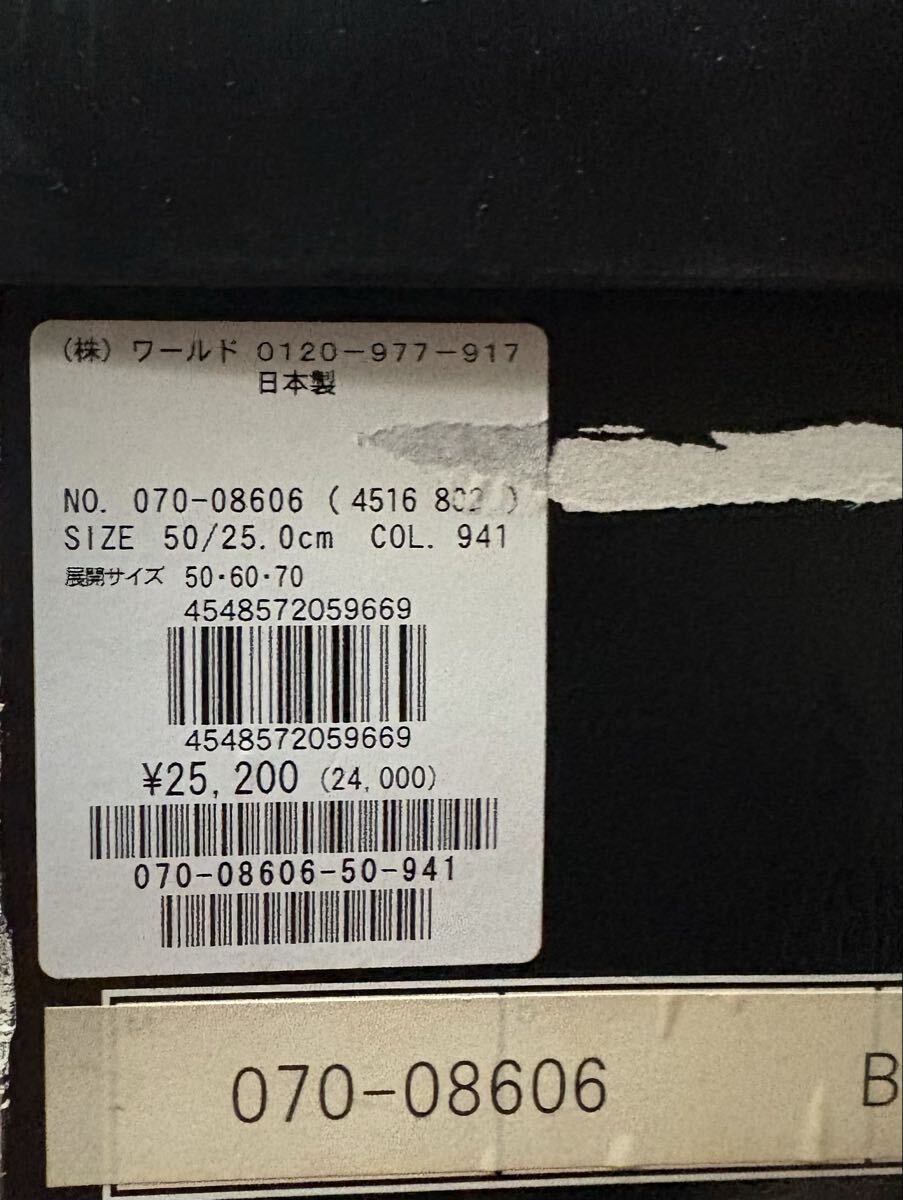 （株）ワールド 0120-977-917
日本製
NO. 070-08606 ( 4516 802 )
SIZE 50/25.0cm COL. 941
展開サイズ 50・60・70
4548572059669
4548572059669
¥25,200 (24,000)
070-08606-50-941
070-08606 B